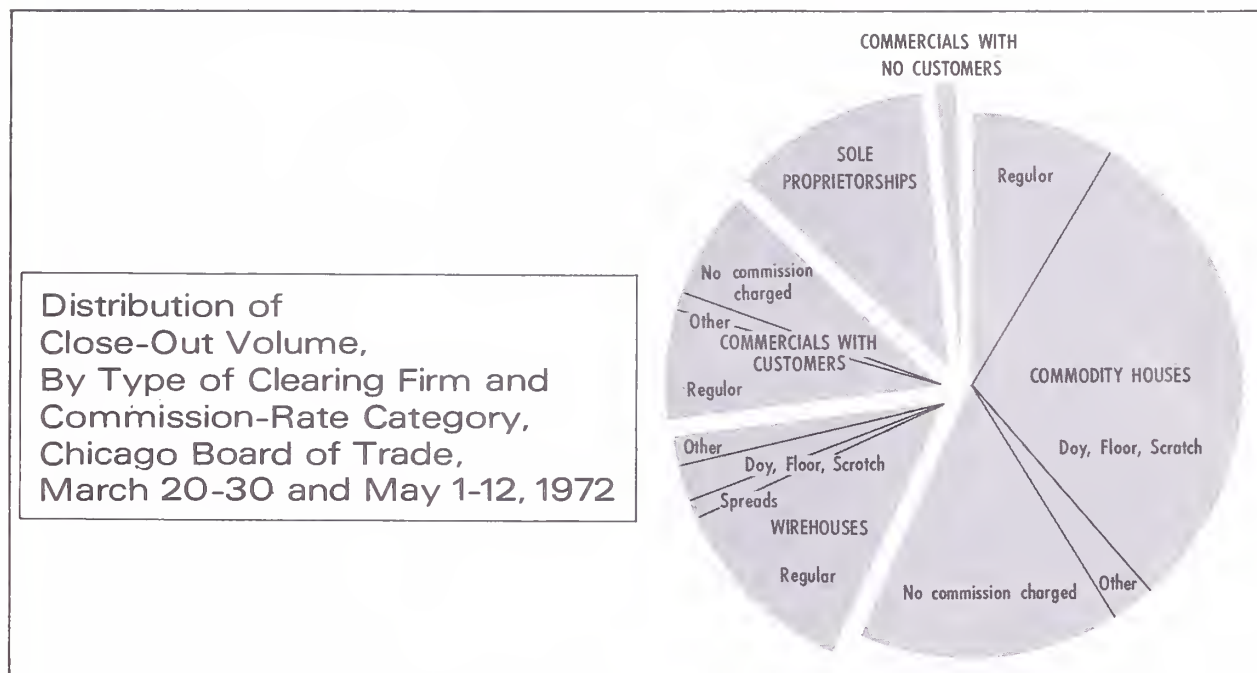 Distribution of
Close-Out Volume,
By Type of Clearing Firm and
Commission-Rate Category,
Chicago Board of Trade,
March 20-30 and May 1-12, 1972
COMMERCIALS WITH
NO CUSTOMERS
SOLE
PROPRIETORSHIPS
Regulor
No commission
charged
Other
COMMERCIALS WITH
CUSTOMERS
Regulor
COMMODITY HOUSES
Doy, Floor, Scrotch
Other
No commission chorged
Other
Doy, Floor, Scrotch
Spreads
WIREHOUSES
Regulor